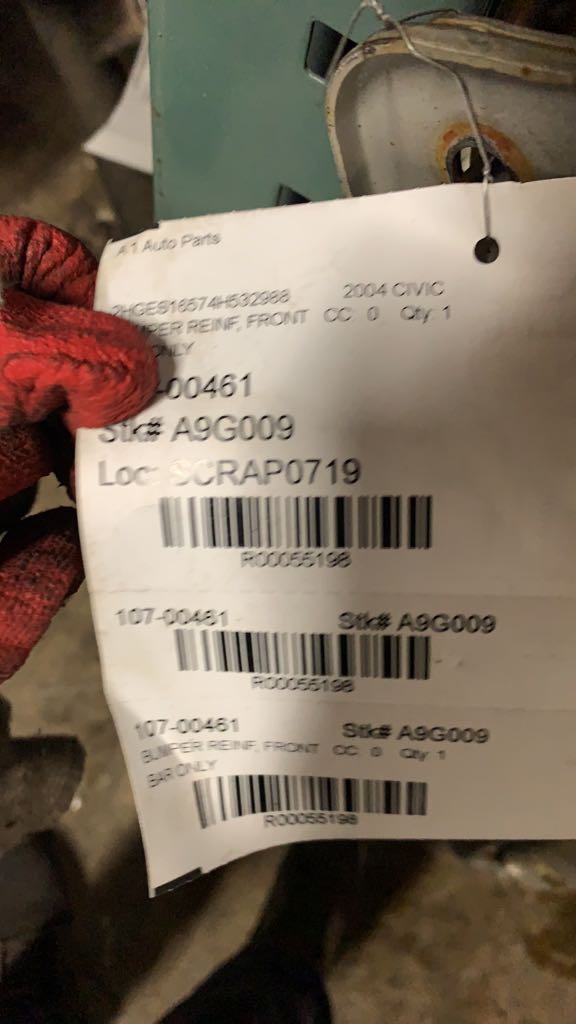 A1 Auto Parts
2HGES16574H532988 2004 CIVIC
REINF, FRONT CC: 0 Qty: 1
ONLY
-00461
Stk# A9G009
Loc: SCRAP0719
R00055198
107-00461 Stk# A9G009
R00055198
107-00461 Stk# A9G009
BUMPER REINF, FRONT CC: 0 Qty: 1
BAR ONLY
R00055198